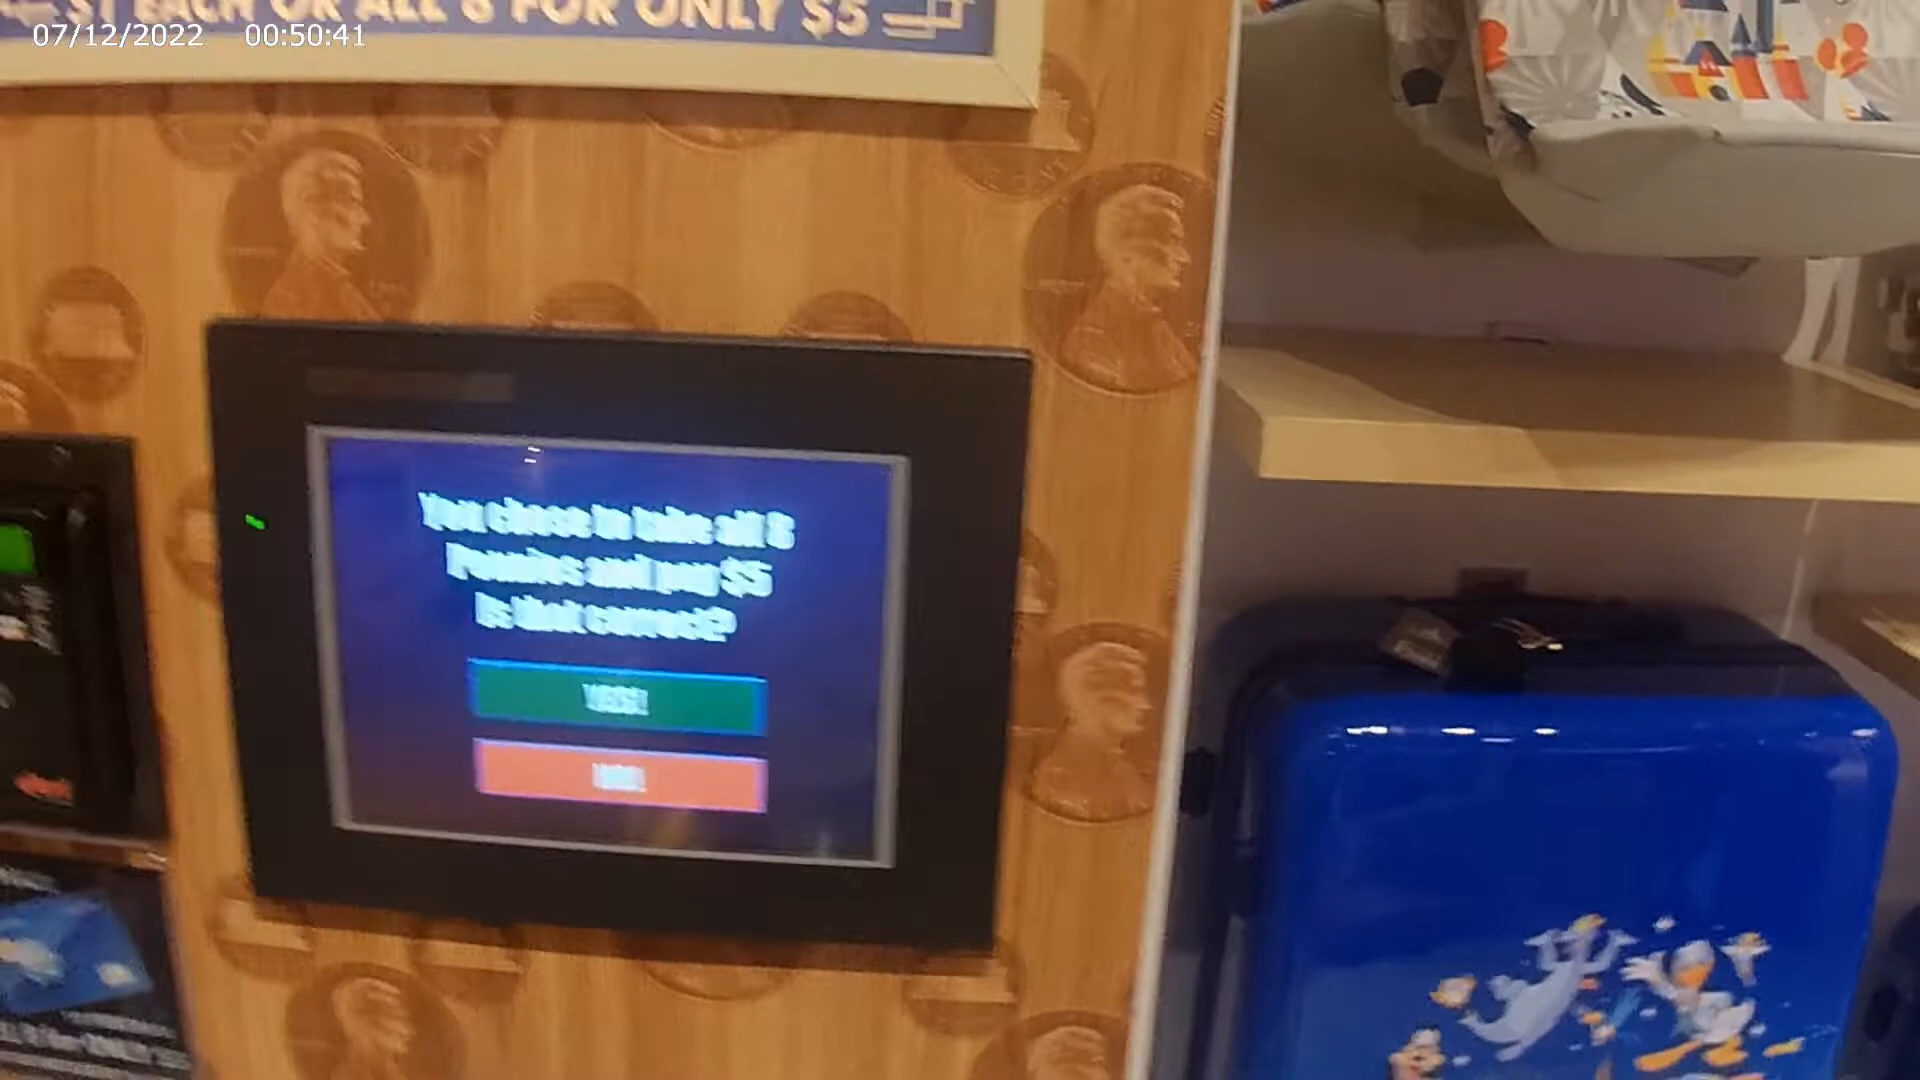 $1 EACH OR ALL 8 FOR ONLY $5
07/12/2022 00:50:41
You chose to take all 8
Pennies and pay $5
Is that correct?
YES!
NO!